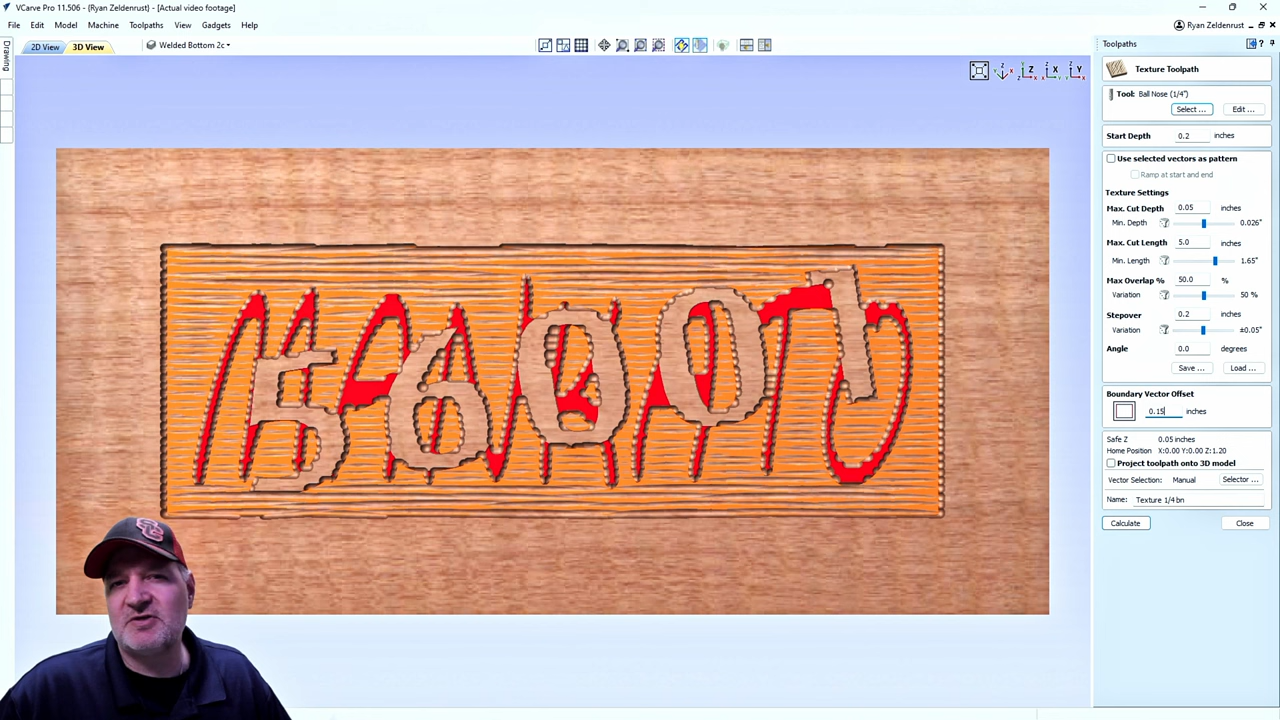 VCarve Pro 11.506 - {Ryan Zeldenrust} - [Actual video footage]
File Edit Model Machine Toolpaths View Gadgets Help
Ryan Zeldenrust
2D View 3D View Welded Bottom 2c
Drawing
Z X Y
SC
56001
Toolpaths
Texture Toolpath
Tool: Ball Nose (1/4")
Select ... Edit ...
Start Depth 0.2 inches
Use selected vectors as pattern
Ramp at start and end
Texture Settings
Max. Cut Depth 0.05 inches
Min. Depth 0.026"
Max. Cut Length 5.0 inches
Min. Length 1.65"
Max Overlap % 50.0 %
Variation 50 %
Stepover 0.2 inches
Variation ±0.05"
Angle 0.0 degrees
Save ... Load ...
Boundary Vector Offset
0.15 inches
Safe Z 0.05 inches
Home Position X:0.00 Y:0.00 Z:1.20
Project toolpath onto 3D model
Vector Selection: Manual Selector ...
Name: Texture 1/4 bn
Calculate Close